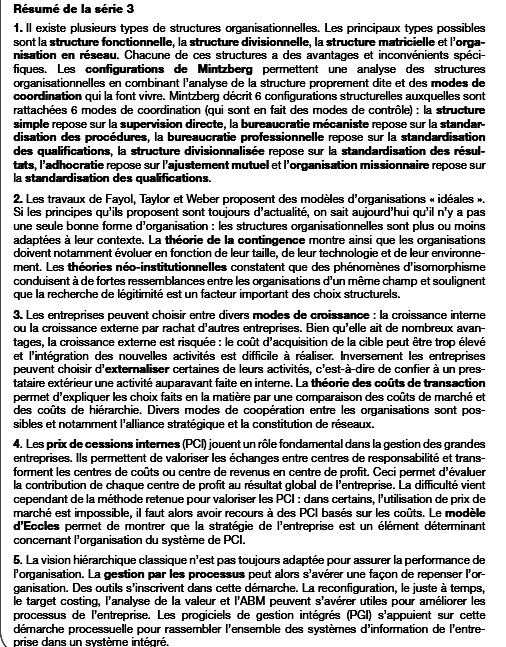 Résumé de la série 3
1. Il existe plusieurs types de structures organisationnelles. Les principaux types possibles
sont la structure fonctionnelle, la structure divisionnelle, la structure matricielle et l'orga-
nisation en réseau. Chacune de ces structures a des avantages et inconvénients spéci-
fiques. Les configurations de Mintzberg permettent une analyse des structures
organisationnelles en combinant l'analyse de la structure proprement dite et des modes de
coordination qui la font vivre. Mintzberg décrit 6 configurations structurelles auxquelles sont
rattachées 6 modes de coordination (qui sont en fait des modes de contrôle) : la structure
simple repose sur la supervision directe, la bureaucratie mécaniste repose sur la standar-
disation des procédures, la bureaucratie professionnelle repose sur la standardisation
des qualifications, la structure divisionnalisée repose sur la standardisation des résul-
tats, l'adhocratie repose sur l'ajustement mutuel et l'organisation missionnaire repose sur
la standardisation des qualifications.
2. Les travaux de Fayol, Taylor et Weber proposent des modèles d'organisations « idéales ».
Si les principes qu'ils proposent sont toujours d'actualité, on sait aujourd'hui qu'il n'y a pas
une seule bonne forme d'organisation : les structures organisationnelles sont plus ou moins
adaptées à leur contexte. La théorie de la contingence montre ainsi que les organisations
doivent notamment évoluer en fonction de leur taille, de leur technologie et de leur environne-
ment. Les théories néo-institutionnelles constatent que des phénomènes d'isomorphisme
conduisent à de fortes ressemblances entre les organisations d'un même champ et soulignent
que la recherche de légitimité est un facteur important des choix structurels.
3. Les entreprises peuvent choisir entre divers modes de croissance : la croissance interne
ou la croissance externe par rachat d'autres entreprises. Bien qu'elle ait de nombreux avan-
tages, la croissance externe est risquée : le coût d'acquisition de la cible peut être trop élevé
et l'intégration des nouvelles activités est difficile à réaliser. Inversement les entreprises
peuvent choisir d'externaliser certaines de leurs activités, c'est-à-dire de confier à un pres-
tataire extérieur une activité auparavant faite en interne. La théorie des coûts de transaction
permet d'expliquer les choix faits en la matière par une comparaison des coûts de marché et
des coûts de hiérarchie. Divers modes de coopération entre les organisations sont pos-
sibles et notamment l'alliance stratégique et la constitution de réseaux.
4. Les prix de cessions internes (PCI) jouent un rôle fondamental dans la gestion des grandes
entreprises. Ils permettent de valoriser les échanges entre centres de responsabilité et trans-
forment les centres de coûts ou centre de revenus en centre de profit. Ceci permet d'évaluer
la contribution de chaque centre de profit au résultat global de l'entreprise. La difficulté vient
cependant de la méthode retenue pour valoriser les PCI : dans certains, l'utilisation de prix de
marché est impossible, il faut alors avoir recours à des PCI basés sur les coûts. Le modèle
d'Eccles permet de montrer que la stratégie de l'entreprise est un élément déterminant
concernant l'organisation du système de PCI.
5. La vision hiérarchique classique n'est pas toujours adaptée pour assurer la performance de
l'organisation. La gestion par les processus peut alors s'avérer une façon de repenser l'or-
ganisation. Des outils s'inscrivent dans cette démarche. La reconfiguration, le juste à temps,
le target costing, l'analyse de la valeur et l'ABM peuvent s'avérer utiles pour améliorer les
processus de l'entreprise. Les progiciels de gestion intégrés (PGI) s'appuient sur cette
démarche processuelle pour rassembler l'ensemble des systèmes d'information de l'entre-
prise dans un système intégré.